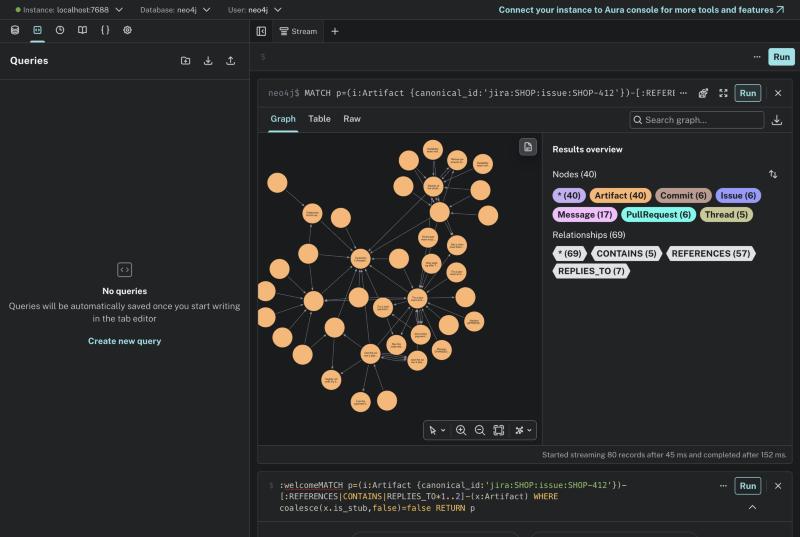 Instance: localhost:7688
Database: neo4j
User: neo4j
Connect your instance to Aura console for more tools and features
Stream
Queries
$
Run
neo4j$ MATCH p=(i:Artifact {canonical_id:'jira:SHOP:issue:SHOP-412'})-[:REFERE
Run
Graph
Table
Raw
Search graph...
Results overview
Nodes (40)
* (40)
Artifact (40)
Commit (6)
Issue (6)
Message (17)
PullRequest (6)
Thread (5)
Relationships (69)
* (69)
CONTAINS (5)
REFERENCES (57)
REPLIES_TO (7)
No queries
Queries will be automatically saved once you start writing
in the tab editor
Create new query
Started streaming 80 records after 45 ms and completed after 152 ms.
$ :welcomeMATCH p=(i:Artifact {canonical_id:'jira:SHOP:issue:SHOP-412'})-
[:REFERENCES|CONTAINS|REPLIES_TO*1..2]-(x:Artifact) WHERE
coalesce(x.is_stub,false)=false RETURN p
Run